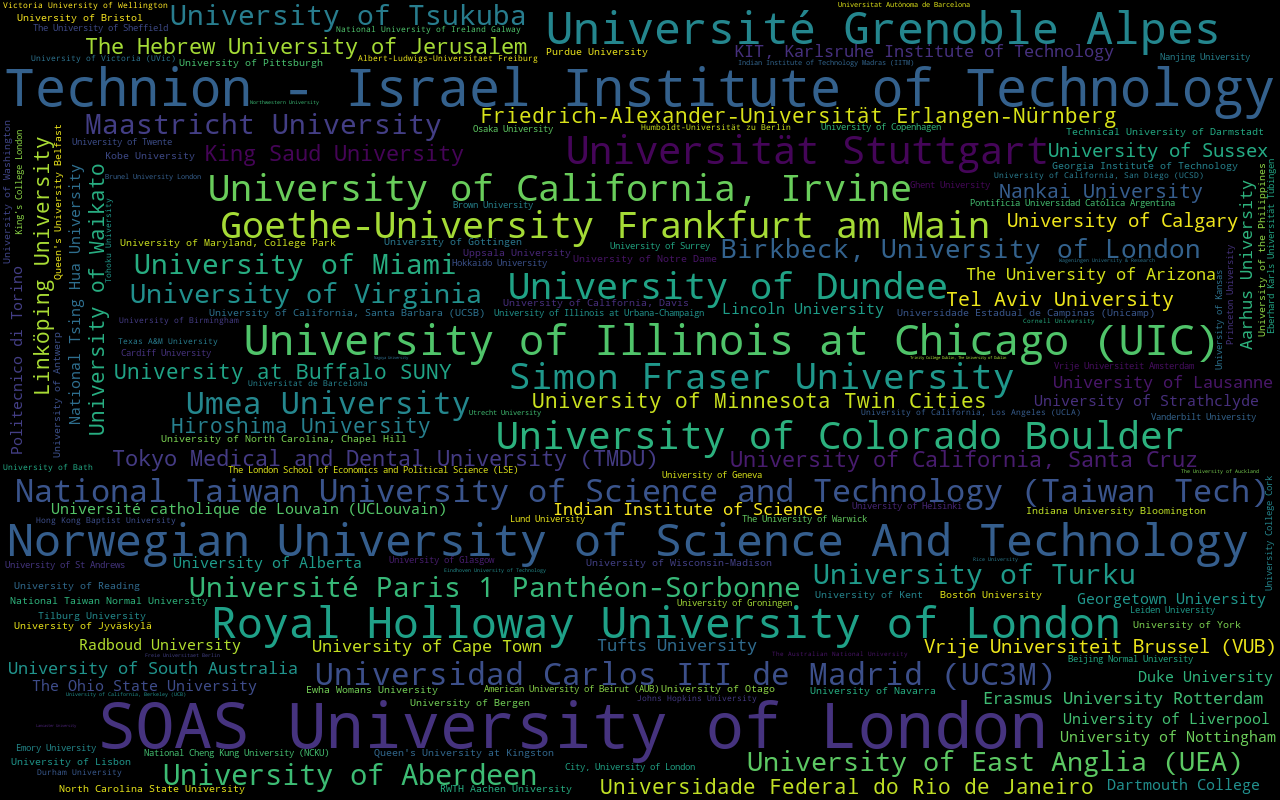 Victoria University of Wellington
Universitat Autònoma de Barcelona
University of Tsukuba
University of Bristol
Université Grenoble Alpes
The University of Sheffield
National University of Ireland Galway
The Hebrew University of Jerusalem
Purdue University
KIT, Karlsruhe Institute of Technology
University of Victoria (UVic)
University of Pittsburgh
Albert-Ludwigs-Universitaet Freiburg
Indian Institute of Technology Madras (IITM)
Nanjing University
Technion - Israel Institute of Technology
Northwestern University
Maastricht University
Friedrich-Alexander-Universität Erlangen-Nürnberg
Osaka University
Humboldt-Universität zu Berlin
University of Copenhagen
Technical University of Darmstadt
University of Washington
King's College London
Linköping University
Queen's University Belfast
University of Twente
Kobe University
King Saud University
Universität Stuttgart
University of Sussex
Georgia Institute of Technology
Brunel University London
University of California, San Diego (UCSD)
University of California, Irvine
Ghent University
Nankai University
Brown University
Pontificia Universidad Católica Argentina
Goethe-University Frankfurt am Main
University of Calgary
National Tsing Hua University
University of Waikato
Tohoku University
University of Maryland, College Park
University of Göttingen
University of Surrey
Birkbeck, University of London
Uppsala University
University of Notre Dame
Wageningen University & Research
University of Miami
Hokkaido University
The University of Arizona
University of Dundee
University of Virginia
Tel Aviv University
University of California, Davis
University of California, Santa Barbara (UCSB)
University of Illinois at Urbana-Champaign
Lincoln University
Universidade Estadual de Campinas (Unicamp)
University of Kansas
Princeton University
Aarhus University
University of the Philippines
Eberhard Karls Universität Tübingen
University of Birmingham
Cornell University
University of Illinois at Chicago (UIC)
Texas A&M University
Cardiff University
Trinity College Dublin, The University of Dublin
Politecnico di Torino
University of Antwerp
University at Buffalo SUNY
Simon Fraser University
Vrije Universiteit Amsterdam
Universitat de Barcelona
University of Lausanne
Umea University
University of Minnesota Twin Cities
University of Strathclyde
Utrecht University
University of California, Los Angeles (UCLA)
Vanderbilt University
Hiroshima University
University of North Carolina, Chapel Hill
University of Colorado Boulder
Tokyo Medical and Dental University (TMDU)
University of California, Santa Cruz
University of Bath
The London School of Economics and Political Science (LSE)
University of Geneva
The University of Auckland
National Taiwan University of Science and Technology (Taiwan Tech)
University College Cork
Université catholique de Louvain (UCLouvain)
Indian Institute of Science
University of Helsinki
Indiana University Bloomington
Hong Kong Baptist University
Lund University
The University of Warwick
Norwegian University of Science And Technology
University of St Andrews
University of Alberta
University of Glasgow
University of Wisconsin-Madison
Rice University
Eindhoven University of Technology
University of Turku
University of Reading
Université Paris 1 Panthéon-Sorbonne
University of Kent
Boston University
Georgetown University
National Taiwan Normal University
University of Groningen
Leiden University
Tilburg University
Royal Holloway University of London
University of Jyväskylä
University of York
Radboud University
University of Cape Town
Tufts University
Vrije Universiteit Brussel (VUB)
Freie Universitaet Berlin
The Australian National University
Beijing Normal University
University of South Australia
Universidad Carlos III de Madrid (UC3M)
Duke University
The Ohio State University
University of California, Berkeley (UCB)
Ewha Womans University
American University of Beirut (AUB)
University of Otago
University of Navarra
Johns Hopkins University
Erasmus University Rotterdam
University of Bergen
SOAS University of London
University of Liverpool
Lancaster University
University of Nottingham
Emory University
National Cheng Kung University (NCKU)
Queen's University at Kingston
University of Lisbon
University of East Anglia (UEA)
Durham University
University of Aberdeen
City, University of London
North Carolina State University
RWTH Aachen University
Universidade Federal do Rio de Janeiro
Dartmouth College